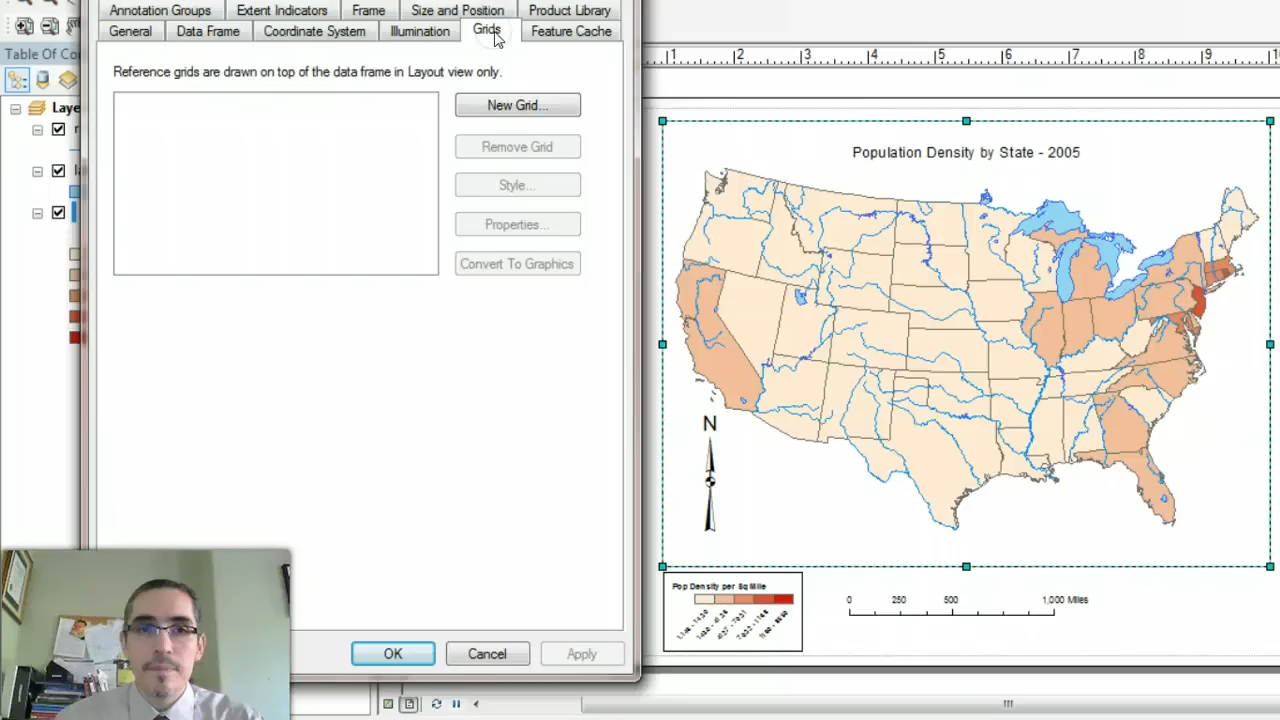 Annotation Groups Extent Indicators Frame Size and Position Product Library
General Data Frame Coordinate System Illumination Grids Feature Cache
Table Of Co
Reference grids are drawn on top of the data frame in Layout view only.
New Grid...
Remove Grid
Style...
Properties...
Convert To Graphics
Laye
OK Cancel Apply
1 2 3 4 5 6 7 8 9
Population Density by State - 2005
N
Pop Density per Sq Mile
0 250 500 1,000 Miles